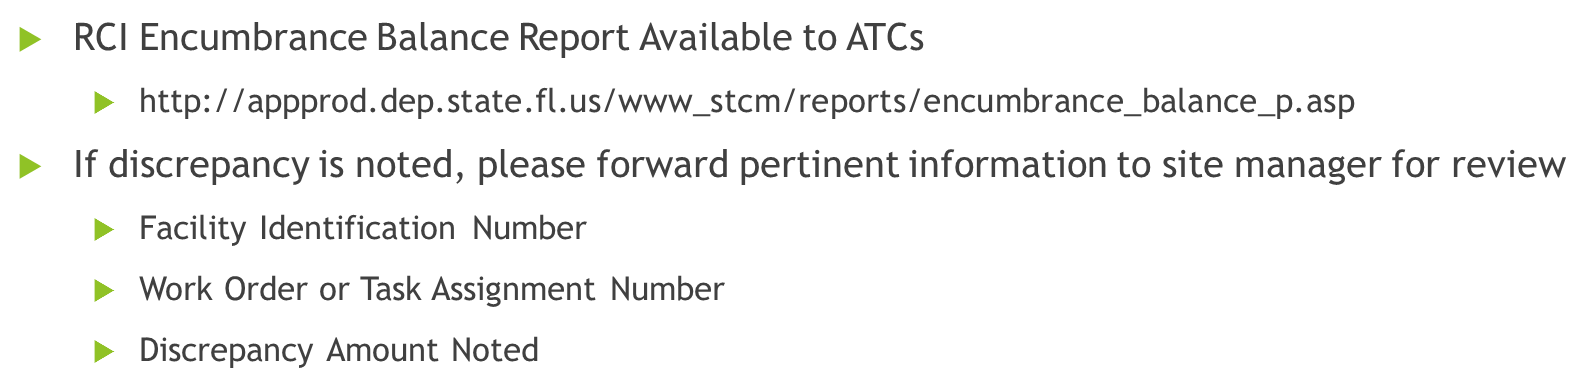 RCI Encumbrance Balance Report Available to ATCs
http://appprod.dep.state.fl.us/www_stcm/reports/encumbrance_balance_p.asp
If discrepancy is noted, please forward pertinent information to site manager for review
Facility Identification Number
Work Order or Task Assignment Number
Discrepancy Amount Noted